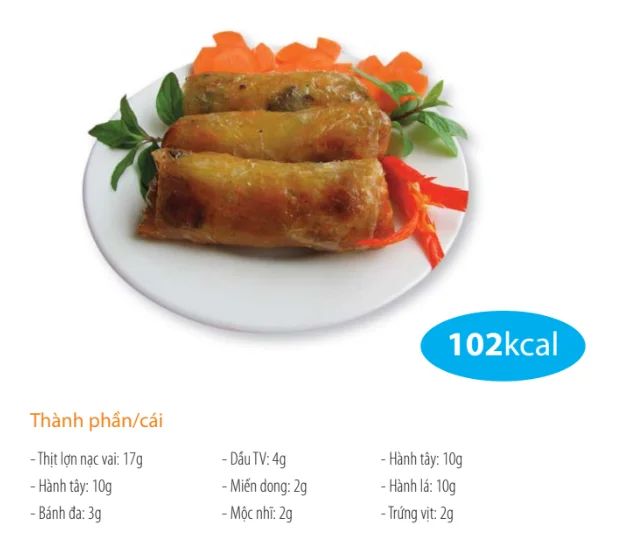 102kcal
Thành phần/cái
- Thịt lợn nạc vai: 17g
- Hành tây: 10g
- Bánh đa: 3g
- Dầu TV: 4g
- Miến dong: 2g
- Mộc nhĩ: 2g
- Hành tây: 10g
- Hành lá: 10g
- Trứng vịt: 2g